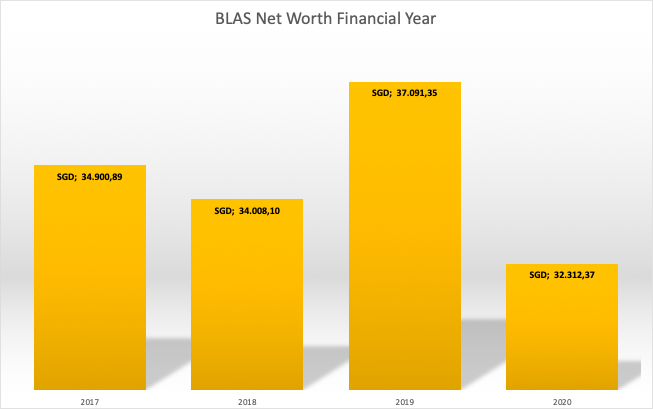 BLAS Net Worth Financial Year
SGD; 34.900,89
SGD; 34.008,10
SGD; 37.091,35
SGD; 32.312,37
2017 2018 2019 2020